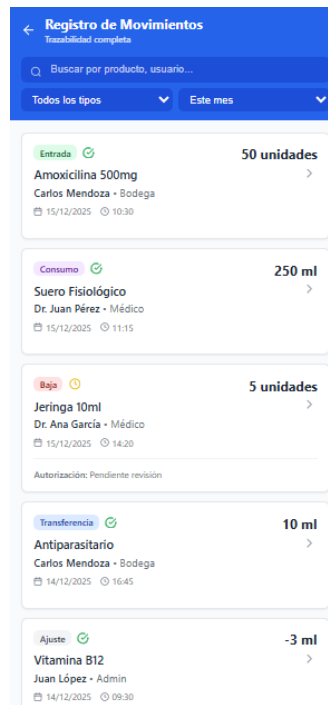 Registro de Movimientos
Trazabilidad completa
Buscar por producto, usuario...
Todos los tipos Este mes
Entrada 50 unidades
Amoxicilina 500mg
Carlos Mendoza • Bodega
15/12/2025 10:30
Consumo 250 ml
Suero Fisiológico
Dr. Juan Pérez • Médico
15/12/2025 11:15
Baja 5 unidades
Jeringa 10ml
Dr. Ana García • Médico
15/12/2025 14:20
Autorización: Pendiente revisión
Transferencia 10 ml
Antiparasitario
Carlos Mendoza • Bodega
14/12/2025 16:45
Ajuste -3 ml
Vitamina B12
Juan López • Admin
14/12/2025 09:30